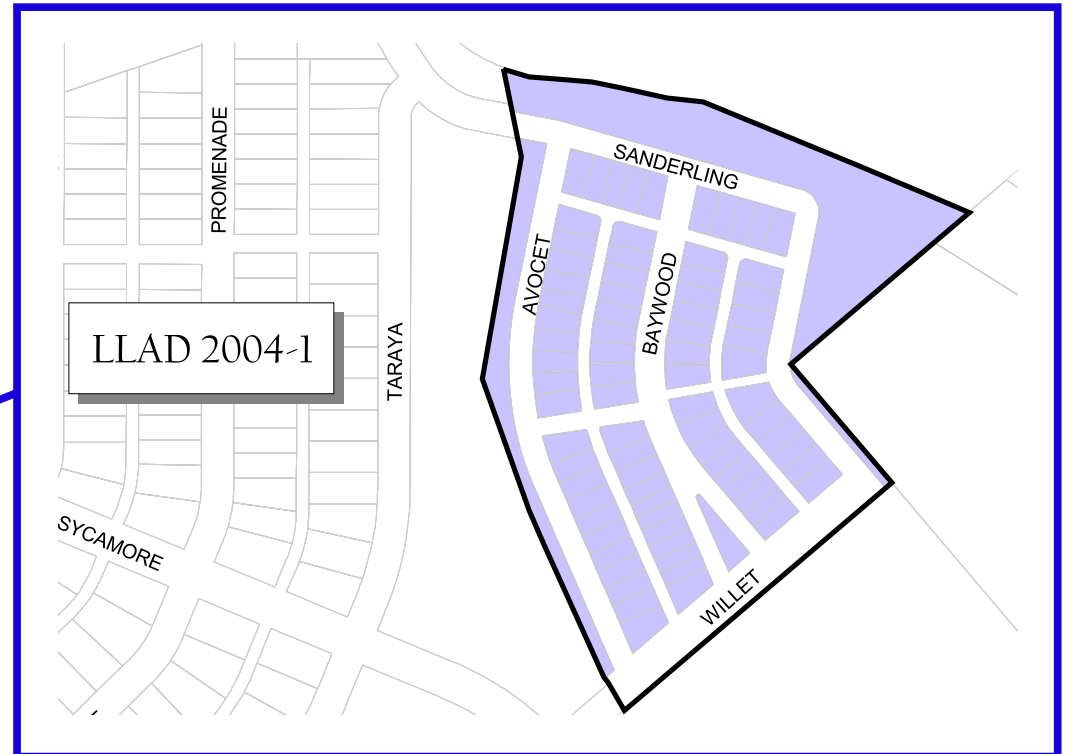 PROMENADE
SANDERLING
AVOCET
BAYWOOD
LLAD 2004-1
TARAYA
SYCAMORE
WILLET